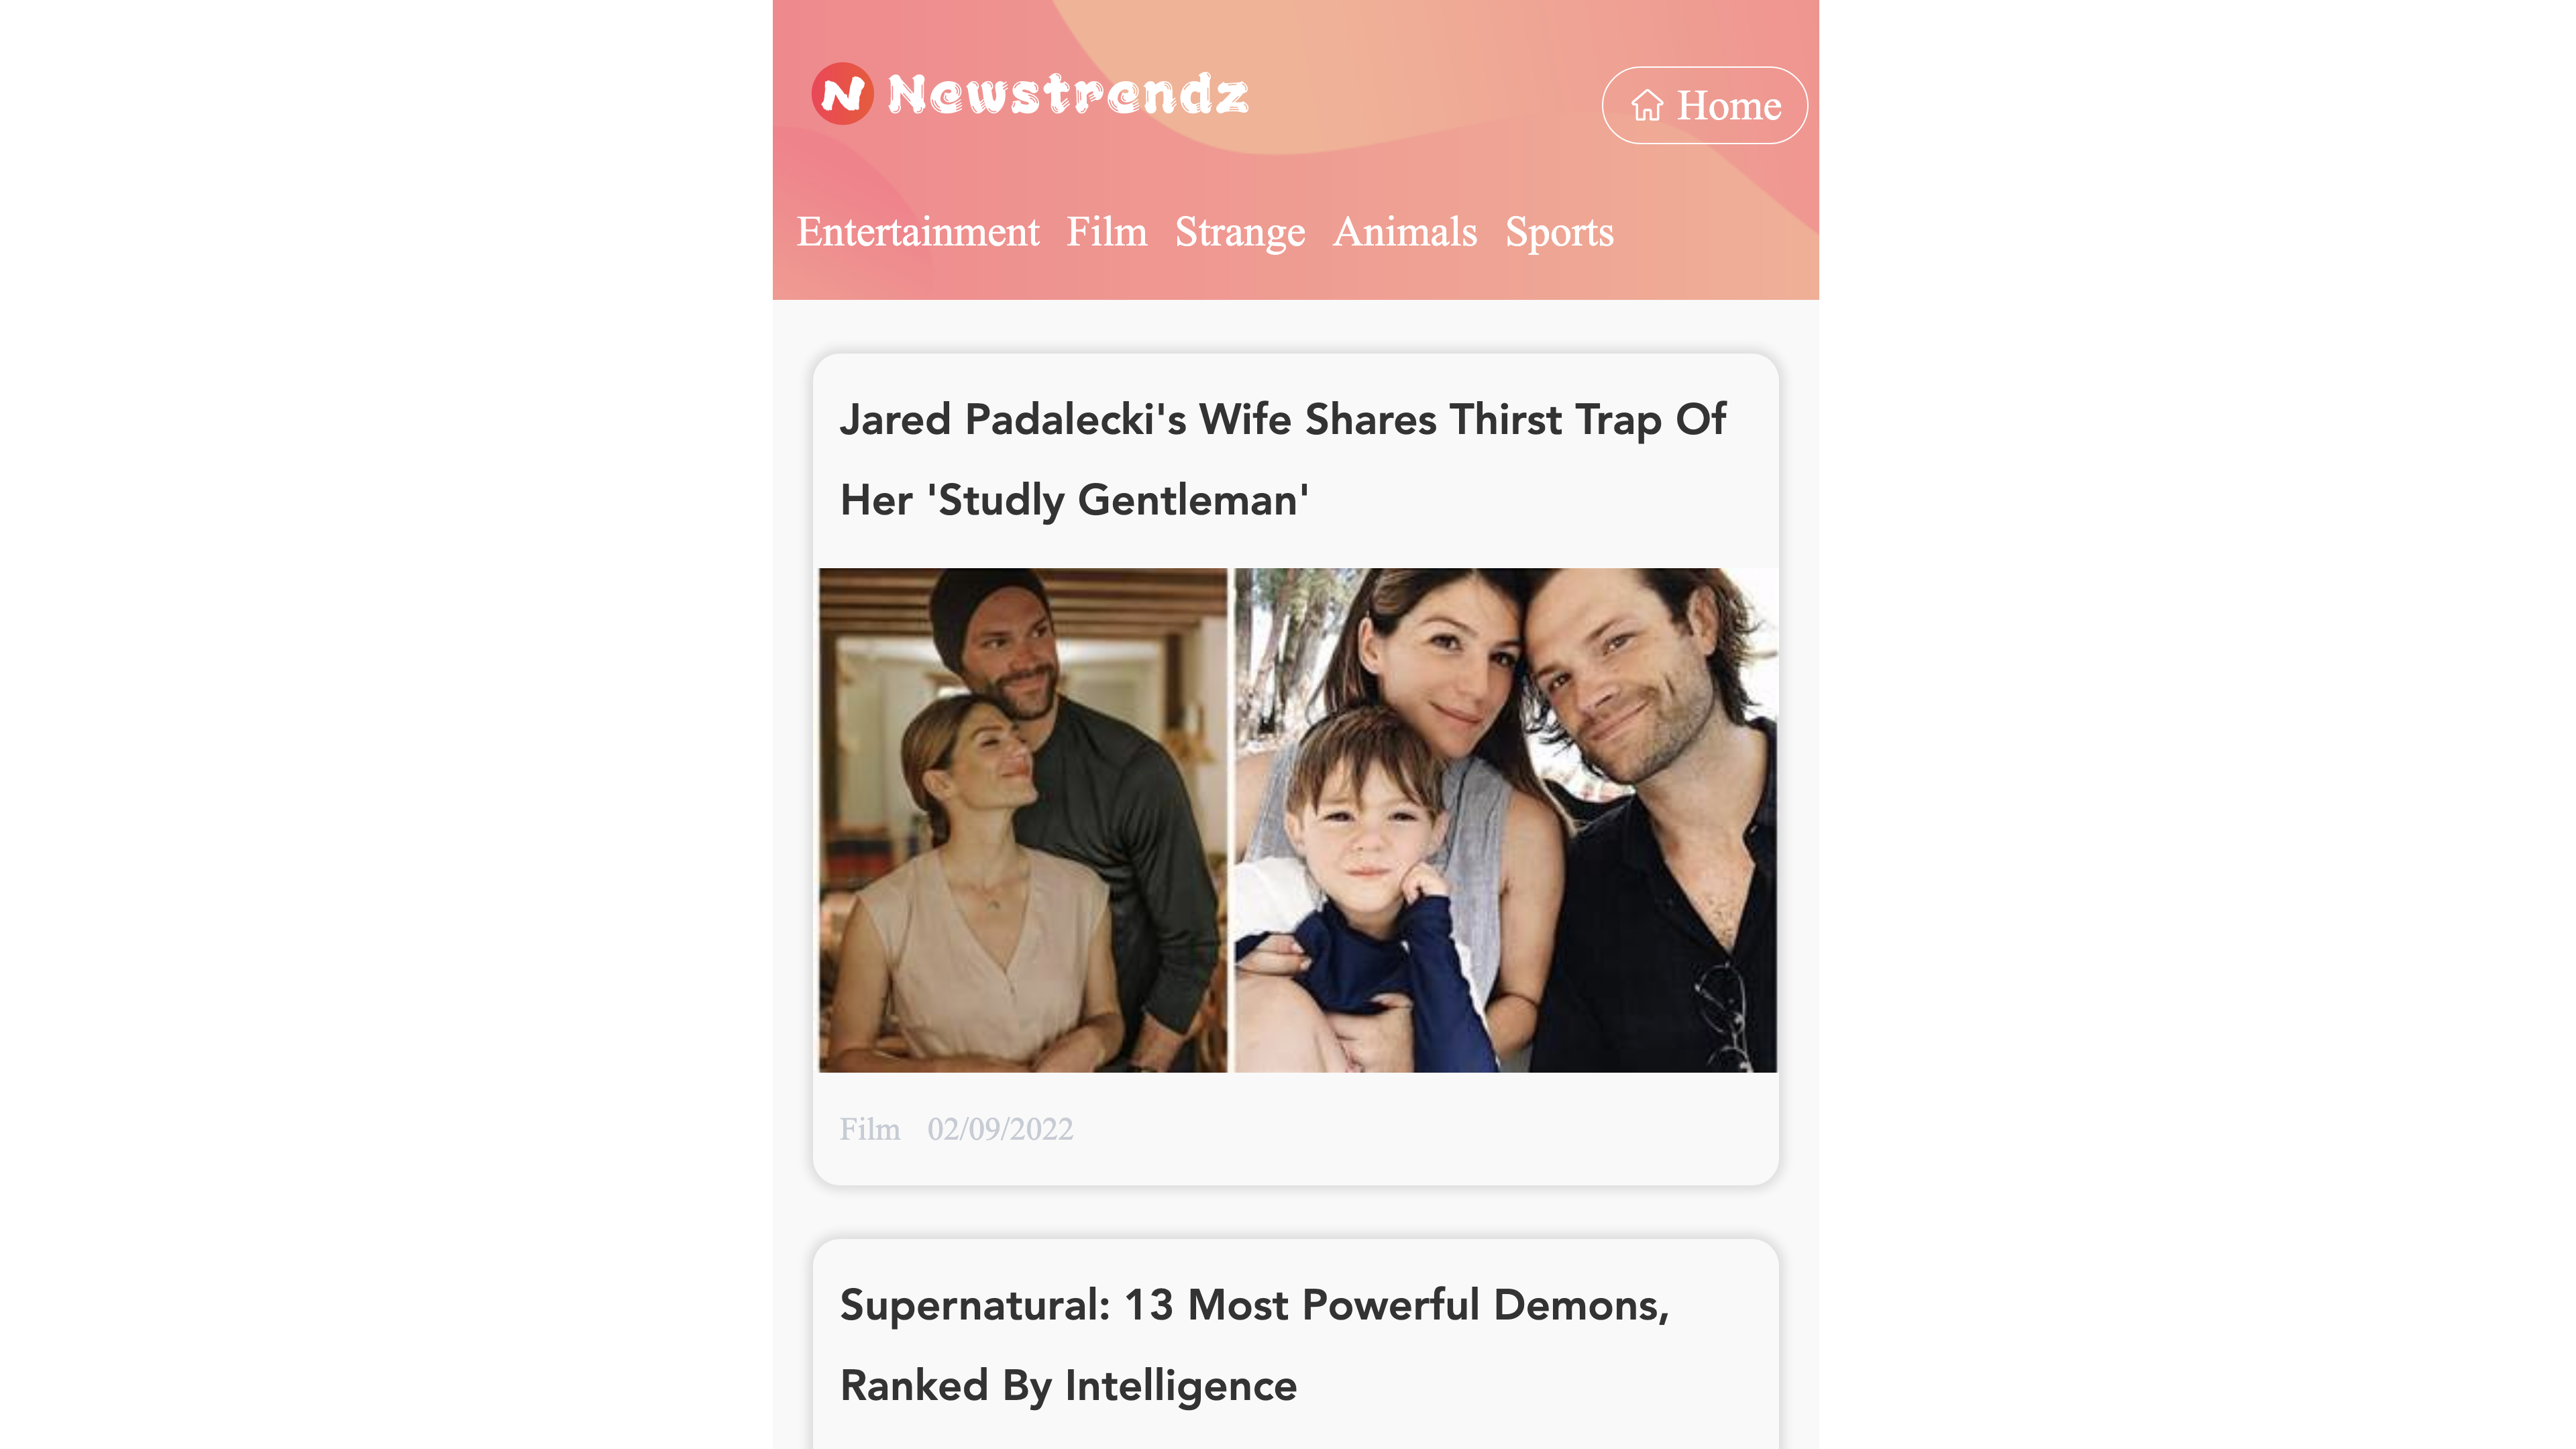 N Newstrendz
Home
Entertainment Film Strange Animals Sports
Jared Padalecki's Wife Shares Thirst Trap Of
Her 'Studly Gentleman'
Film 02/09/2022
Supernatural: 13 Most Powerful Demons,
Ranked By Intelligence